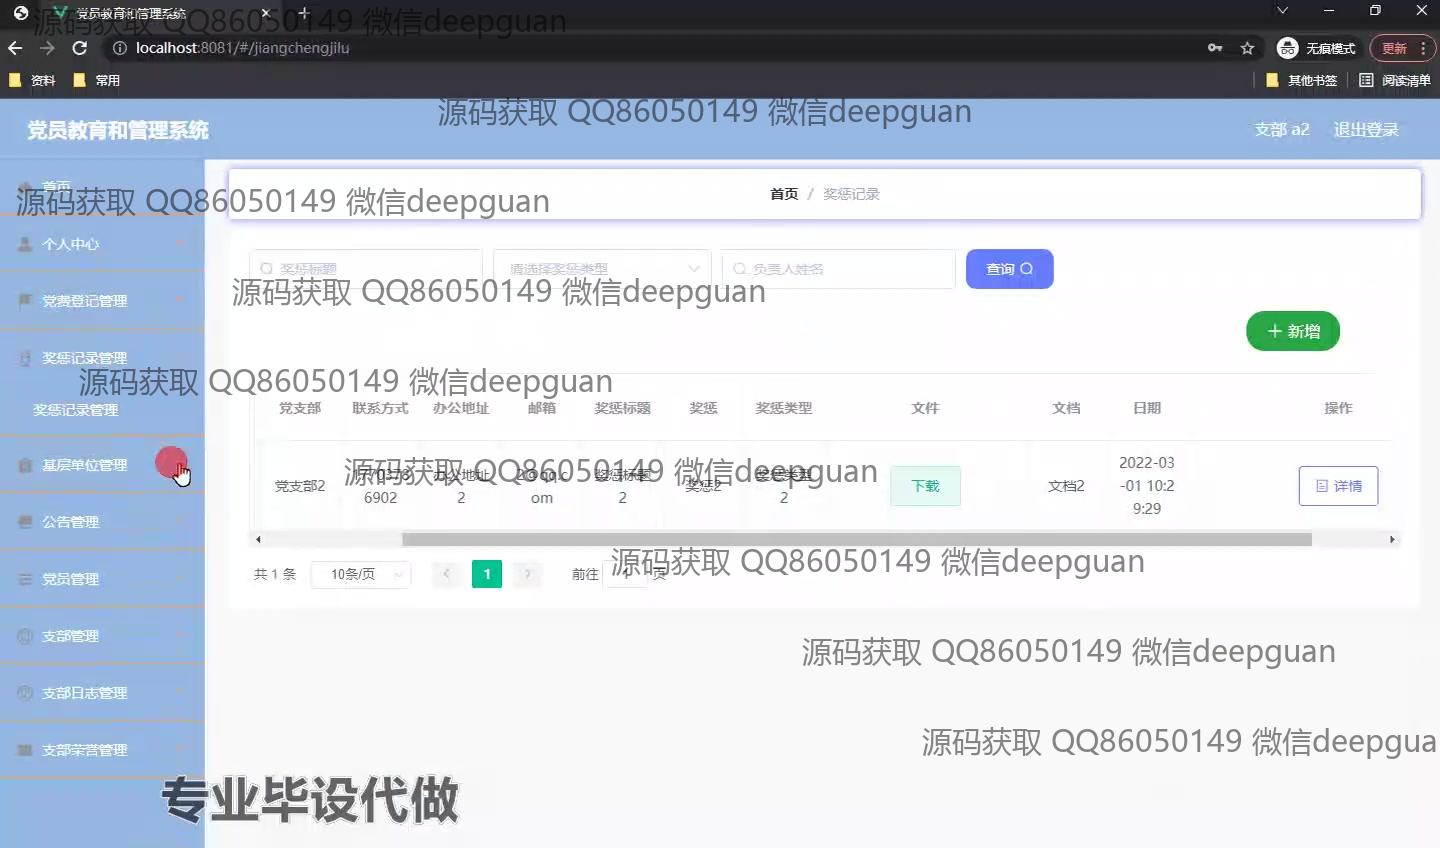 党员教育和管理系统
源码获取 QQ86050149 微信deepguan
localhost:8081/#/jiangchengjilu
无痕模式
更新
资料
常用
其他书签
阅读清单
源码获取 QQ86050149 微信deepguan
党员教育和管理系统
支部 a2
退出登录
首页
首页 / 奖惩记录
源码获取 QQ86050149 微信deepguan
个人中心
奖惩标题
请选择奖惩类型
负责人姓名
查询
源码获取 QQ86050149 微信deepguan
党费登记管理
新增
奖惩记录管理
源码获取 QQ86050149 微信deepguan
奖惩记录管理
党支部 联系方式 办公地址 邮箱 奖惩标题 奖惩 奖惩类型 文件 文档 日期 操作
基层单位管理
源码获取 QQ86050149 微信deepguan
党支部2
6902
办公地址
2
2@qq.c
om
奖惩标题
2
奖惩2
奖惩类型
2
下载
文档2
2022-03
-01 10:2
9:29
详情
公告管理
源码获取 QQ86050149 微信deepguan
共 1 条
10条/页
1
前往
1
页
党员管理
支部管理
源码获取 QQ86050149 微信deepguan
支部日志管理
源码获取 QQ86050149 微信deepgua
支部荣誉管理
专业毕设代做